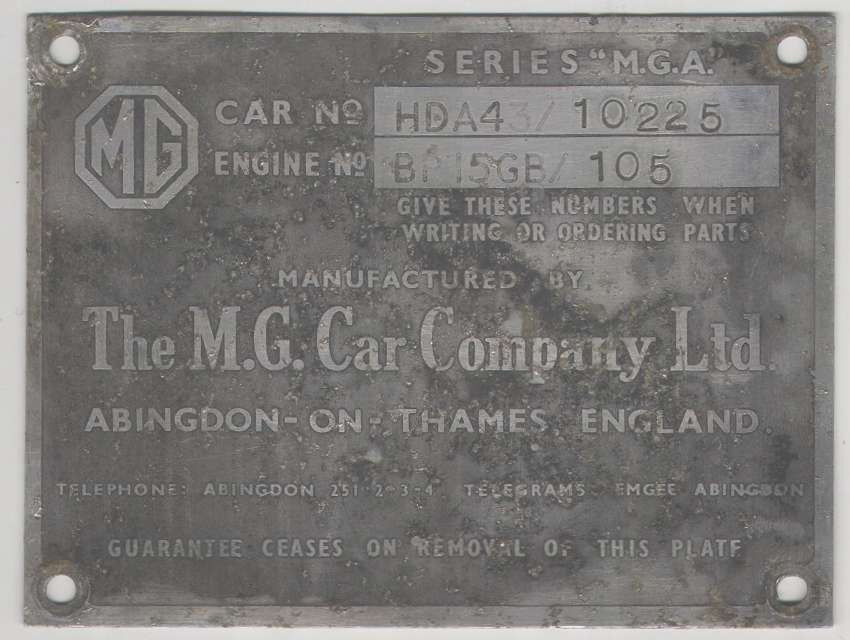 SERIES "M.G.A.
MG
CAR Nº HDA43/ 10225
ENGINE Nº BP15GB/ 105
GIVE THESE NUMBERS WHEN
WRITING OR ORDERING PARTS
MANUFACTURED BY
The M.G. Car Company Ltd.
ABINGDON-ON-THAMES ENGLAND.
TELEPHONE: ABINGDON 251-2-3-4 TELEGRAMS EMGEE ABINGDON
GUARANTEE CEASES ON REMOVAL OF THIS PLATE